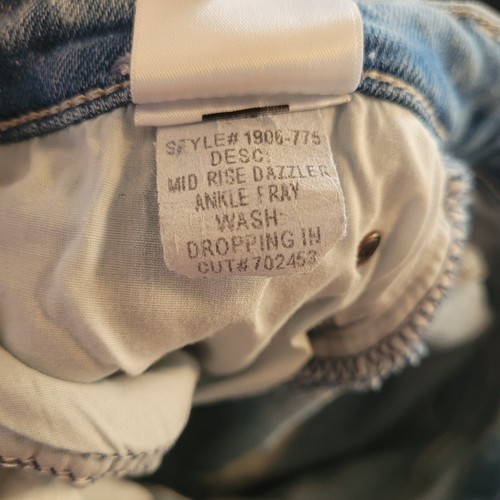 STYLE# 1906-775
DESC:
MID RISE DAZZLER
ANKLE FRAY
WASH:
DROPPING IN
CUT# 702453